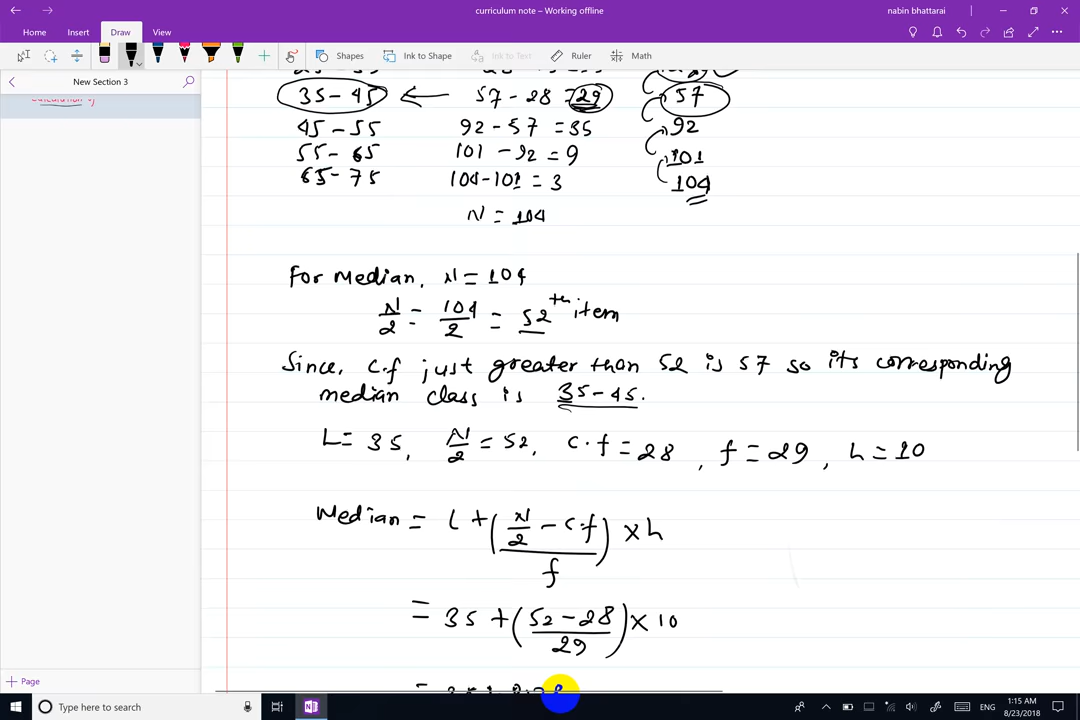 curriculum note – Working offline
nabin bhattarai
Home Insert Draw View
Shapes Ink to Shape Ink to Text Ruler Math
New Section 3
35 - 45 ← 57 - 28 = 29 57
45 - 55 92 - 57 = 35 92
55 - 65 101 - 92 = 9 101
65 - 75 104 - 101 = 3 104
N = 104
For Median, N = 104
N/2 = 104/2 = 52th item
Since, c.f just greater than 52 is 57 so its corresponding
median class is 35 - 45.
L = 35, N/2 = 52, c.f = 28, f = 29, h = 10
Median = L + (N/2 - c.f / f) × h
= 35 + (52 - 28 / 29) × 10
Page
Type here to search
ENG
1:15 AM
8/23/2018